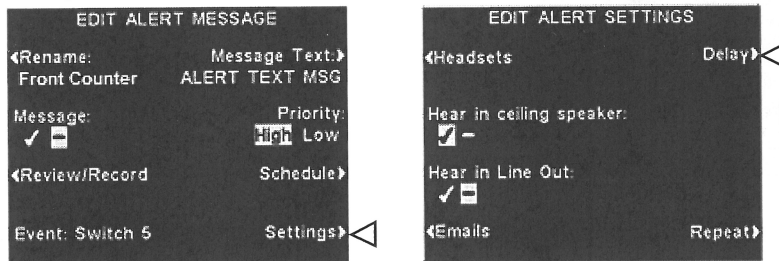 EDIT ALERT MESSAGE
◀Rename: Message Text:▶
Front Counter ALERT TEXT MSG
Message: Priority:
✓ – High Low
◀Review/Record Schedule▶
Event: Switch 5 Settings▶
EDIT ALERT SETTINGS
◀Headsets Delay▶
Hear in ceiling speaker:
✓ –
Hear in Line Out:
✓ –
◀Emails Repeat▶